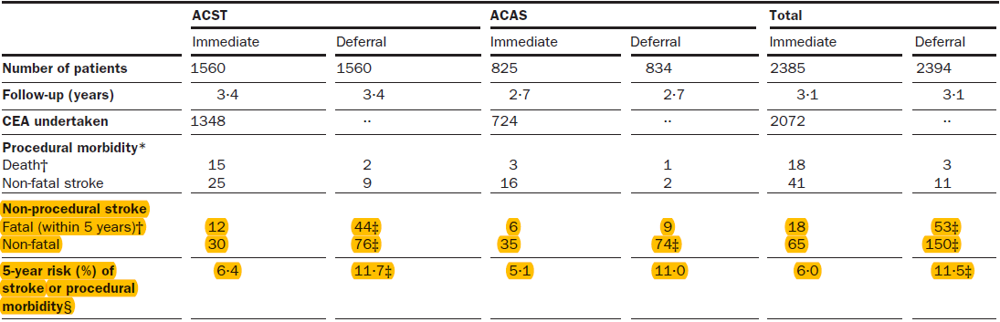 ACST ACAS Total
Immediate Deferral Immediate Deferral Immediate Deferral
Number of patients 1560 1560 825 834 2385 2394
Follow-up (years) 3·4 3·4 2·7 2·7 3·1 3·1
CEA undertaken 1348 ·· 724 ·· 2072 ··
Procedural morbidity*
Death† 15 2 3 1 18 3
Non-fatal stroke 25 9 16 2 41 11
Non-procedural stroke
Fatal (within 5 years)† 12 44‡ 6 9 18 53‡
Non-fatal 30 76‡ 35 74‡ 65 150‡
5-year risk (%) of 6·4 11·7‡ 5·1 11·0 6·0 11·5‡
stroke or procedural
morbidity§